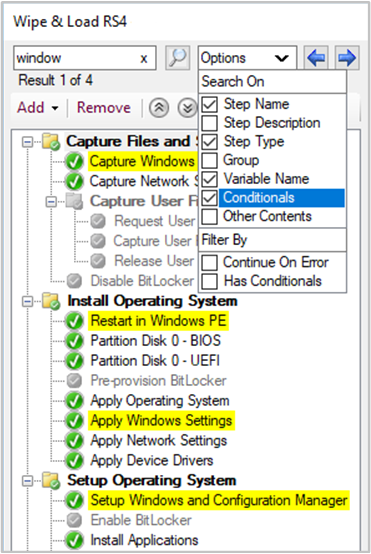 Wipe & Load RS4
window x Options
Result 1 of 4
Search On
Add Remove
Step Name
Step Description
Step Type
Group
Variable Name
Conditionals
Other Contents
Filter By
Continue On Error
Has Conditionals
Capture Files and S
Capture Windows
Capture Network S
Capture User Fi
Request User
Capture User
Release User
Disable BitLocker
Install Operating System
Restart in Windows PE
Partition Disk 0 - BIOS
Partition Disk 0 - UEFI
Pre-provision BitLocker
Apply Operating System
Apply Windows Settings
Apply Network Settings
Apply Device Drivers
Setup Operating System
Setup Windows and Configuration Manager
Enable BitLocker
Install Applications